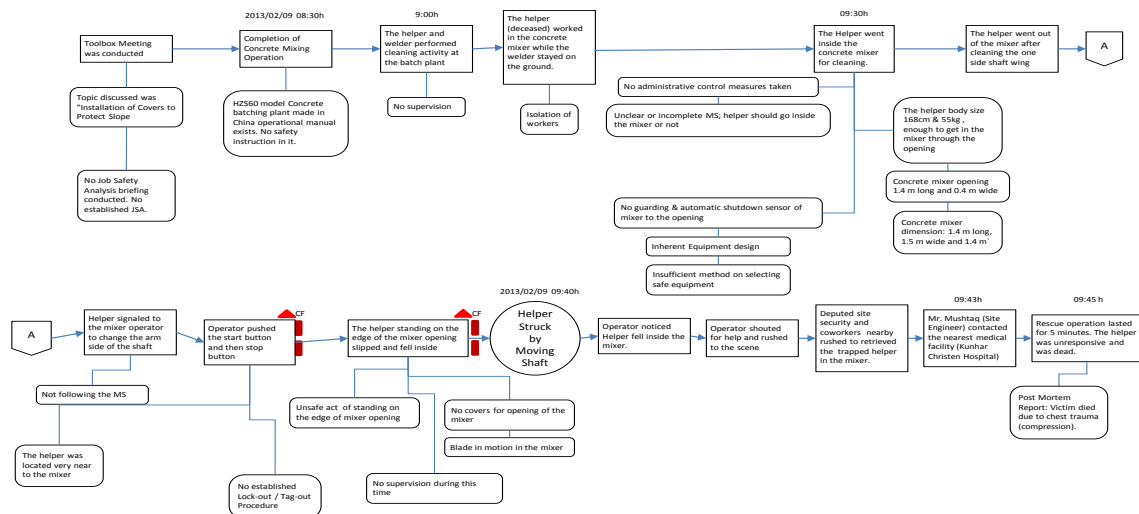 2013/02/09 08:30h
9:00h
09:30h
Toolbox Meeting
was conducted
Completion of
Concrete Mixing
Operation
The helper and
welder performed
cleaning activity at
the batch plant
The helper
(deceased) worked
in the concrete
mixer while the
welder stayed on
the ground.
The Helper went
inside the
concrete mixer
for cleaning.
The helper went out
of the mixer after
cleaning the one
side shaft wing
A
Topic discussed was
"Installation of Covers to
Protect Slope
No Job Safety
Analysis briefing
conducted. No
established JSA.
HZS60 model Concrete
batching plant made in
China operational manual
exists. No safety
instruction in it.
No supervision
Isolation of
workers
No administrative control measures taken
Unclear or incomplete MS; helper should go inside
the mixer or not
The helper body size
168cm & 55kg ,
enough to get in the
mixer through the
opening
Concrete mixer opening
1.4 m long and 0.4 m wide
Concrete mixer
dimension: 1.4 m long,
1.5 m wide and 1.4 m`
No guarding & automatic shutdown sensor of
mixer to the opening
Inherent Equipment design
Insufficient method on selecting
safe equipment
2013/02/09 09:40h
09:43h
09:45 h
A
Helper signaled to
the mixer operator
to change the arm
side of the shaft
CF
Operator pushed
the start button
and then stop
button
CF
The helper standing on the
edge of the mixer opening
slipped and fell inside
Helper
Struck
by
Moving
Shaft
Operator noticed
Helper fell inside the
mixer.
Operator shouted
for help and rushed to
the scene
Deputed site
security and
coworkers nearby
rushed to retrieved
the trapped helper
in the mixer.
Mr. Mushtaq (Site
Engineer) contacted
the nearest medical
facility (Kunhar
Christen Hospital)
Rescue operation lasted
for 5 minutes. The helper
was unresponsive and
was dead.
Not following the MS
The helper was
located very near
to the mixer
No established
Lock-out / Tag-out
Procedure
Unsafe act of standing on
the edge of mixer opening
No supervision during this
time
No covers for opening of the
mixer
Blade in motion in the mixer
Post Mortem
Report: Victim died
due to chest trauma
(compression).